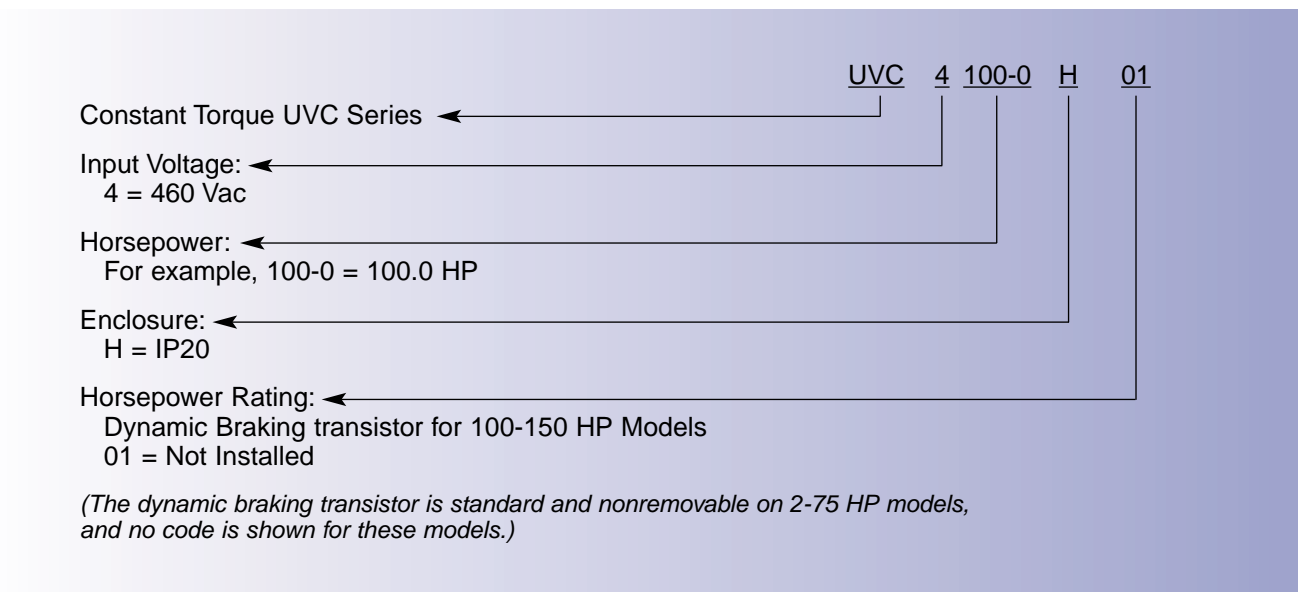 UVC 4 100-0 H 01
Constant Torque UVC Series
Input Voltage:
4 = 460 Vac
Horsepower:
For example, 100-0 = 100.0 HP
Enclosure:
H = IP20
Horsepower Rating:
Dynamic Braking transistor for 100-150 HP Models
01 = Not Installed
(The dynamic braking transistor is standard and nonremovable on 2-75 HP models,
and no code is shown for these models.)